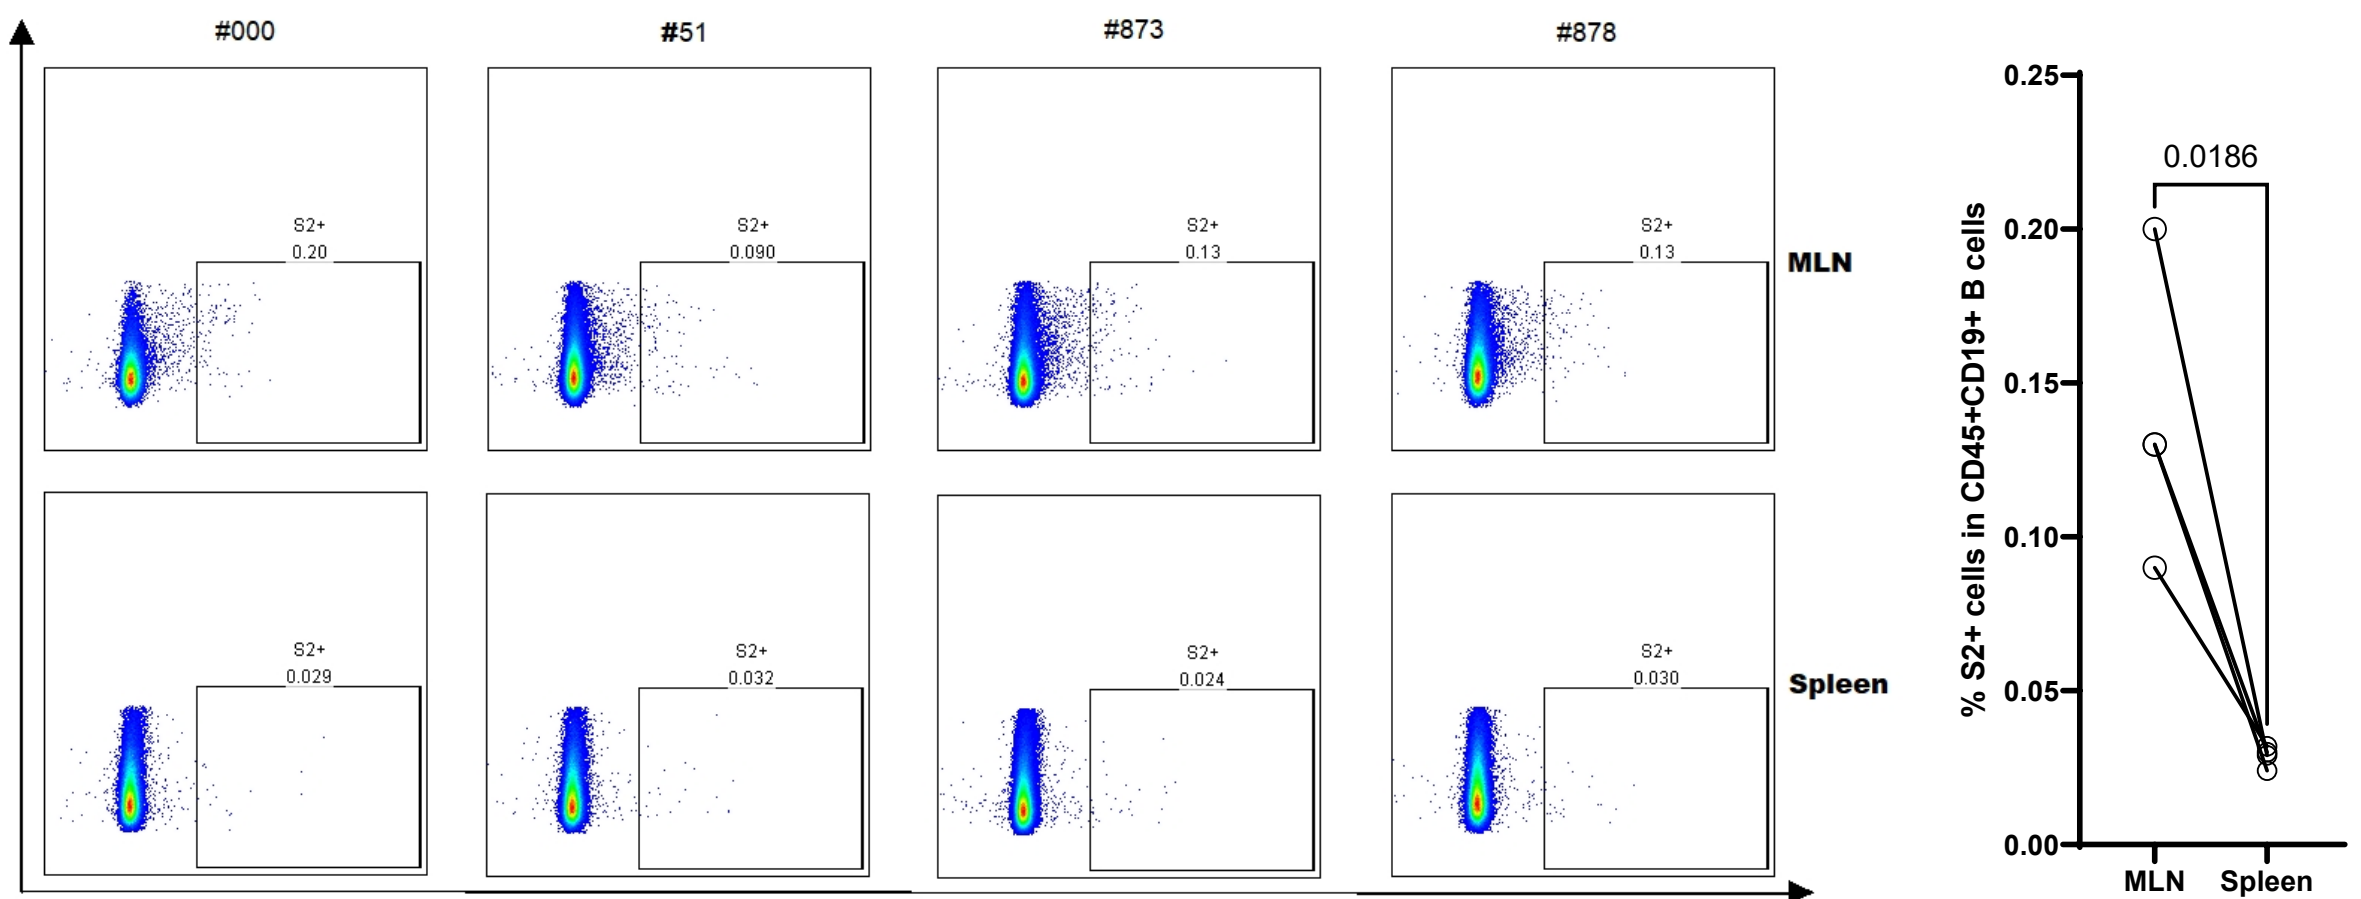 #000
#51
#873
#878
S2+
0.20
S2+
0.090
S2+
0.13
S2+
0.13
MLN
S2+
0.029
S2+
0.032
S2+
0.024
S2+
0.030
Spleen
% S2+ cells in CD45+CD19+ B cells
0.25
0.20
0.15
0.10
0.05
0.00
0.0186
MLN
Spleen